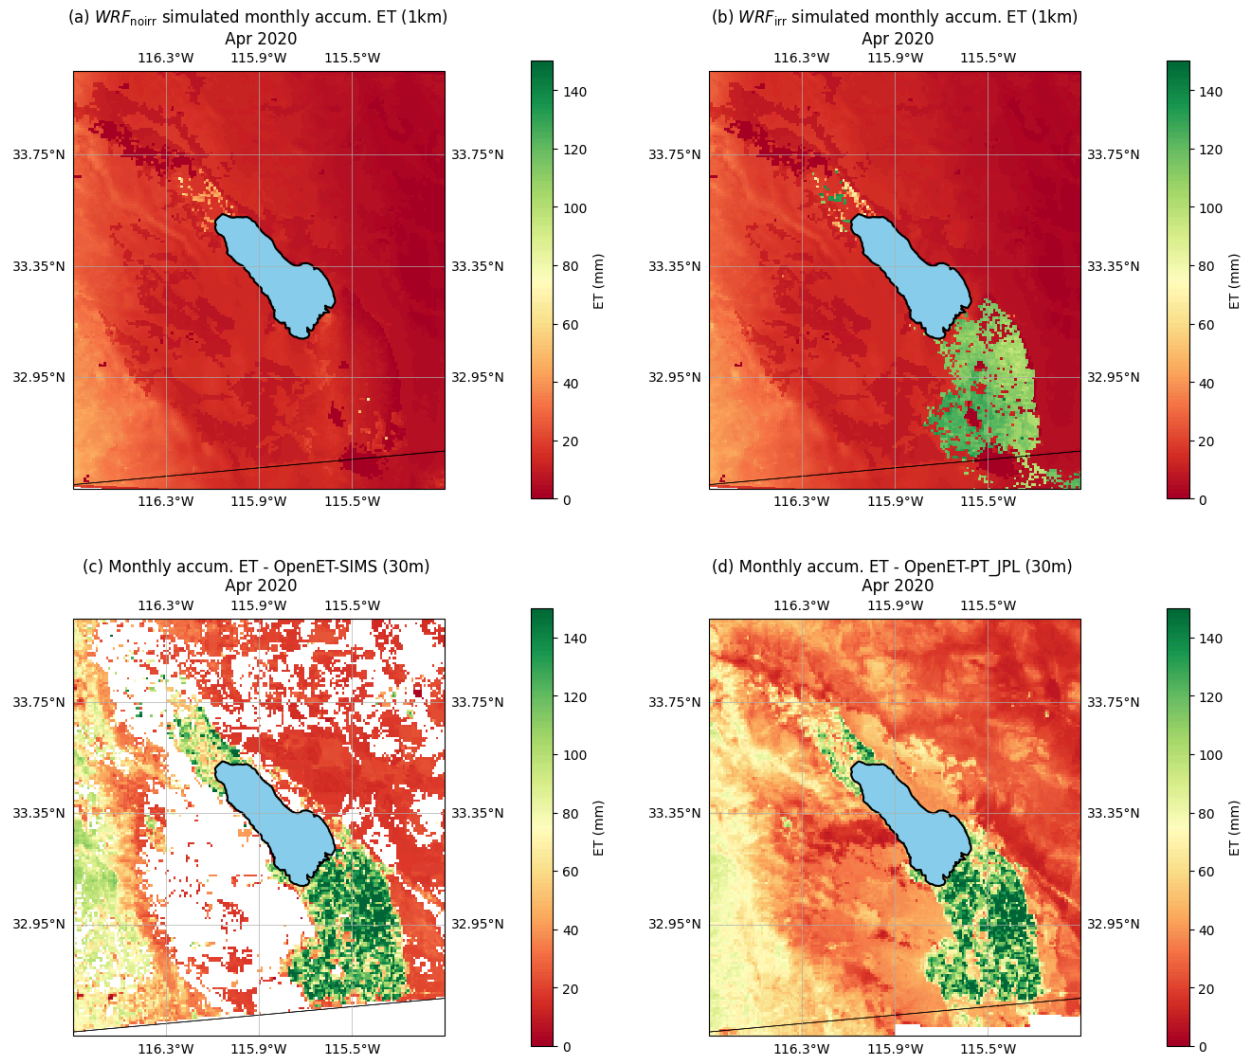 (a) WRFnoirr simulated monthly accum. ET (1km)
Apr 2020
116.3°W 115.9°W 115.5°W
33.75°N 33.75°N
33.35°N 33.35°N
32.95°N 32.95°N
116.3°W 115.9°W 115.5°W
140
120
100
80
60
40
20
0
ET (mm)
(b) WRFirr simulated monthly accum. ET (1km)
Apr 2020
116.3°W 115.9°W 115.5°W
33.75°N 33.75°N
33.35°N 33.35°N
32.95°N 32.95°N
116.3°W 115.9°W 115.5°W
140
120
100
80
60
40
20
0
ET (mm)
(c) Monthly accum. ET - OpenET-SIMS (30m)
Apr 2020
116.3°W 115.9°W 115.5°W
33.75°N 33.75°N
33.35°N 33.35°N
32.95°N 32.95°N
116.3°W 115.9°W 115.5°W
140
120
100
80
60
40
20
0
ET (mm)
(d) Monthly accum. ET - OpenET-PT_JPL (30m)
Apr 2020
116.3°W 115.9°W 115.5°W
33.75°N 33.75°N
33.35°N 33.35°N
32.95°N 32.95°N
116.3°W 115.9°W 115.5°W
140
120
100
80
60
40
20
0
ET (mm)